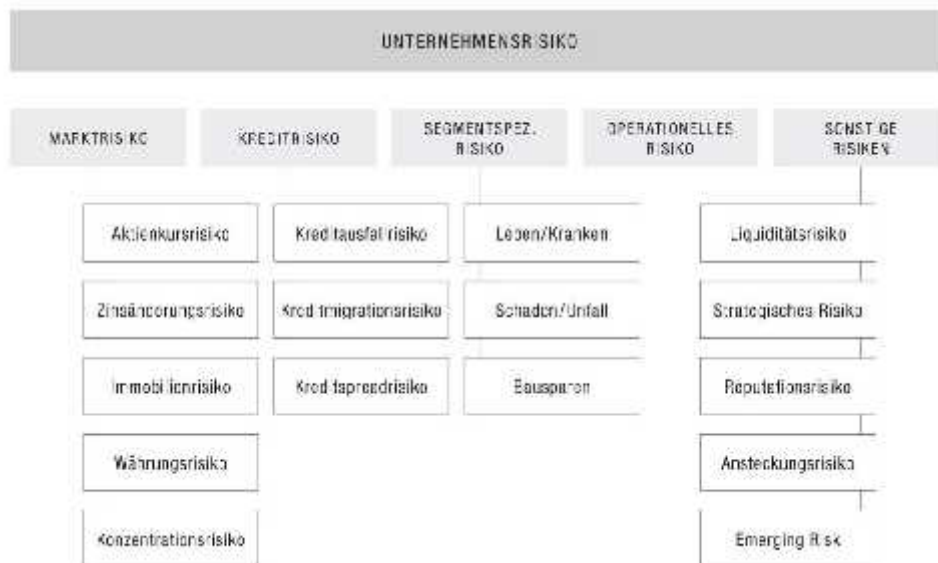 UNTERNEHMENSRISIKO
MARKTRISIKO
KREDITRISIKO
SEGMENTSPEZ.
RISIKO
OPERATIONELLES
RISIKO
SONSTIGE
RISIKEN
Aktienkursrisiko
Kreditausfallrisiko
Leben/Kranken
Liquiditätsrisiko
Zinsänderungsrisiko
Kreditmigrationsrisiko
Schaden/Unfall
Strategisches Risiko
Immobilienrisiko
Kreditspreadrisiko
Bausparen
Reputationsrisiko
Währungsrisiko
Ansteckungsrisiko
Konzentrationsrisiko
Emerging Risk